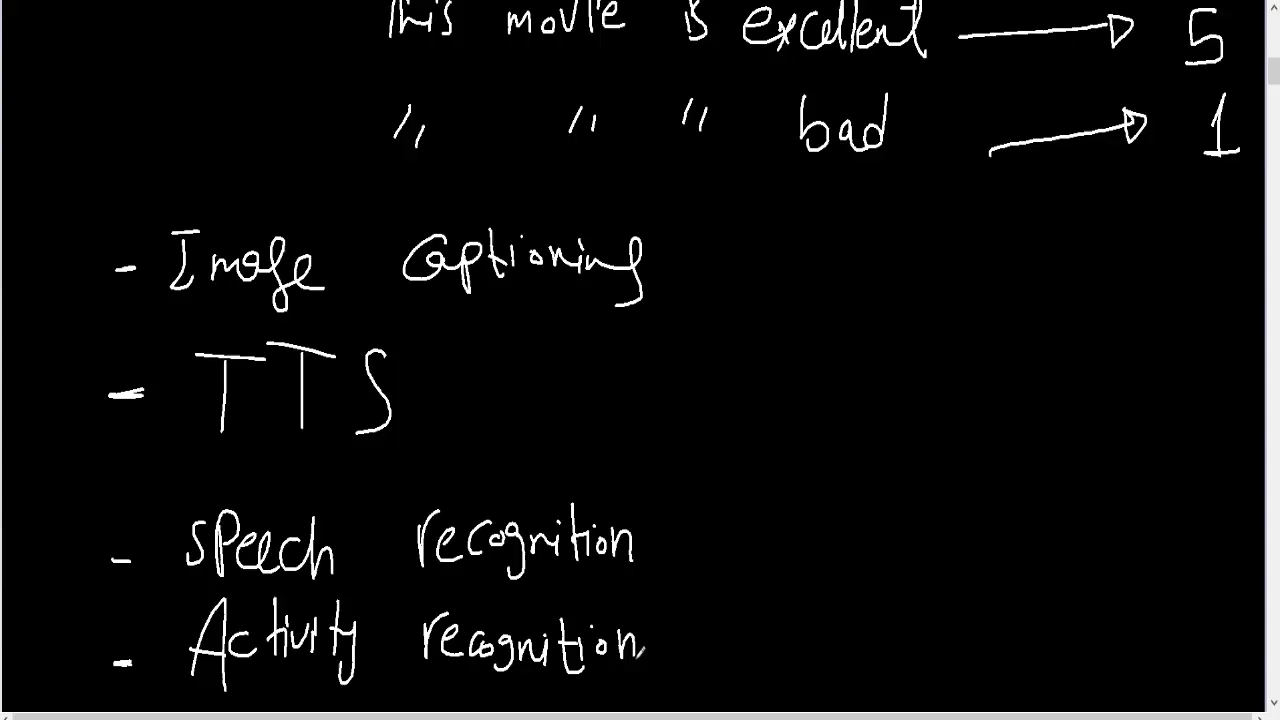 This movie is excellent → 5
" " " bad → 1
- Image Captioning
- TTS
- speech recognition
- Activity recognition